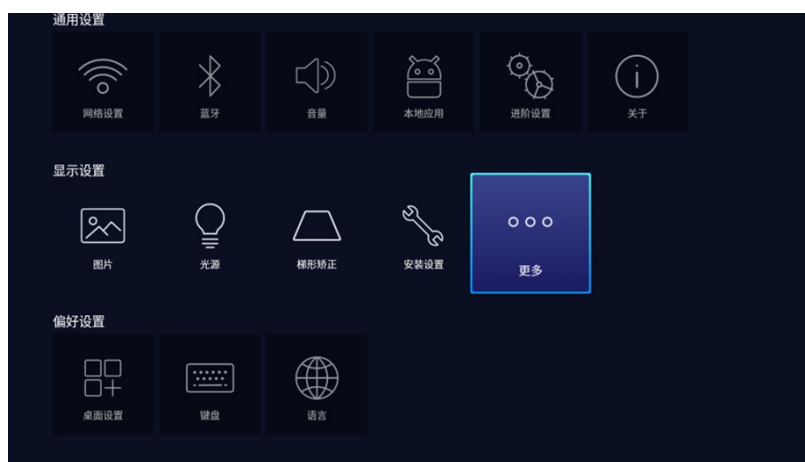 通用设置
网络设置
蓝牙
音量
本地应用
进阶设置
关于
显示设置
图片
光源
梯形矫正
安装设置
更多
偏好设置
桌面设置
键盘
语言